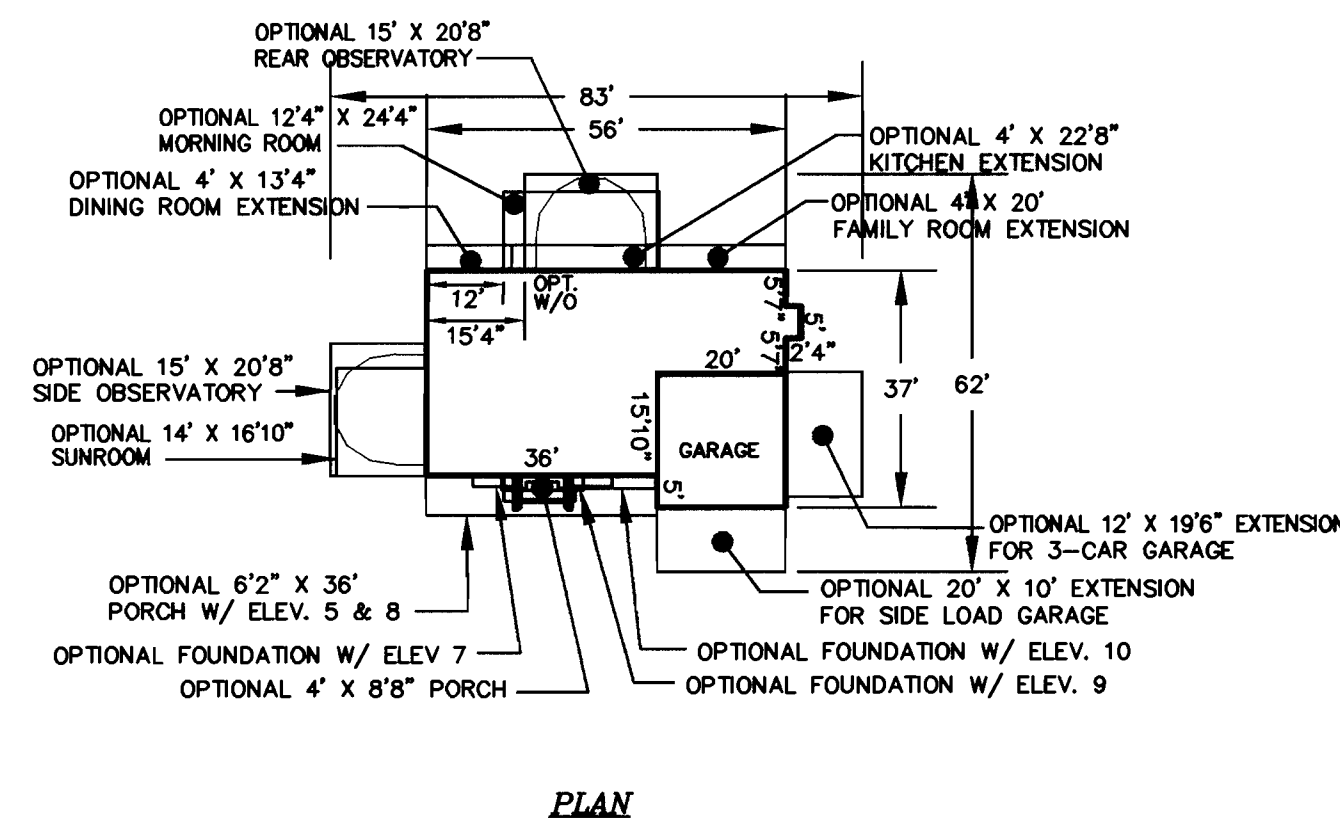 OPTIONAL 15' X 20'8"
REAR OBSERVATORY
83'
OPTIONAL 12'4" X 24'4"
MORNING ROOM
56'
OPTIONAL 4' X 22'8"
KITCHEN EXTENSION
OPTIONAL 4' X 13'4"
DINING ROOM EXTENSION
OPTIONAL 4' X 20'
FAMILY ROOM EXTENSION
12'
OPT.
W/O
15'4"
5'7"
5'
5'7"
2'4"
20'
37'
62'
OPTIONAL 15' X 20'8"
SIDE OBSERVATORY
OPTIONAL 14' X 16'10"
SUNROOM
15'10"
GARAGE
36'
5'
OPTIONAL 12' X 19'6" EXTENSION
FOR 3-CAR GARAGE
OPTIONAL 6'2" X 36'
PORCH W/ ELEV. 5 & 8
OPTIONAL 20' X 10' EXTENSION
FOR SIDE LOAD GARAGE
OPTIONAL FOUNDATION W/ ELEV 7
OPTIONAL FOUNDATION W/ ELEV. 10
OPTIONAL 4' X 8'8" PORCH
OPTIONAL FOUNDATION W/ ELEV. 9
PLAN